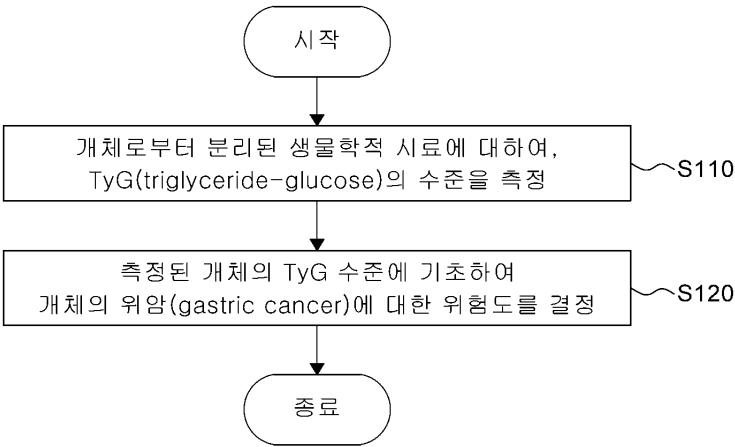 시작
개체로부터 분리된 생물학적 시료에 대하여,
TyG(triglyceride-glucose)의 수준을 측정
S110
측정된 개체의 TyG 수준에 기초하여
개체의 위암(gastric cancer)에 대한 위험도를 결정
S120
종료